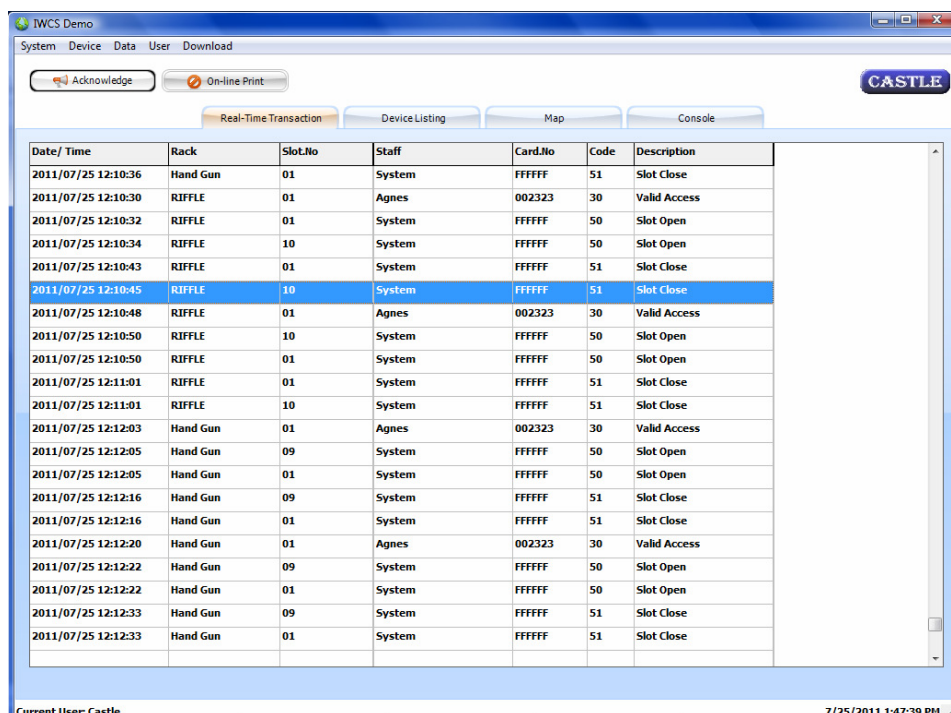 IWCS Demo
System Device Data User Download
Acknowledge On-line Print CASTLE
Real-Time Transaction Device Listing Map Console
Date/ Time Rack Slot.No Staff Card.No Code Description
2011/07/25 12:10:36 Hand Gun 01 System FFFFFF 51 Slot Close
2011/07/25 12:10:30 RIFFLE 01 Agnes 002323 30 Valid Access
2011/07/25 12:10:32 RIFFLE 01 System FFFFFF 50 Slot Open
2011/07/25 12:10:34 RIFFLE 10 System FFFFFF 50 Slot Open
2011/07/25 12:10:43 RIFFLE 01 System FFFFFF 51 Slot Close
2011/07/25 12:10:45 RIFFLE 10 System FFFFFF 51 Slot Close
2011/07/25 12:10:48 RIFFLE 01 Agnes 002323 30 Valid Access
2011/07/25 12:10:50 RIFFLE 10 System FFFFFF 50 Slot Open
2011/07/25 12:10:50 RIFFLE 01 System FFFFFF 50 Slot Open
2011/07/25 12:11:01 RIFFLE 01 System FFFFFF 51 Slot Close
2011/07/25 12:11:01 RIFFLE 10 System FFFFFF 51 Slot Close
2011/07/25 12:12:03 Hand Gun 01 Agnes 002323 30 Valid Access
2011/07/25 12:12:05 Hand Gun 09 System FFFFFF 50 Slot Open
2011/07/25 12:12:05 Hand Gun 01 System FFFFFF 50 Slot Open
2011/07/25 12:12:16 Hand Gun 09 System FFFFFF 51 Slot Close
2011/07/25 12:12:16 Hand Gun 01 System FFFFFF 51 Slot Close
2011/07/25 12:12:20 Hand Gun 01 Agnes 002323 30 Valid Access
2011/07/25 12:12:22 Hand Gun 09 System FFFFFF 50 Slot Open
2011/07/25 12:12:22 Hand Gun 01 System FFFFFF 50 Slot Open
2011/07/25 12:12:33 Hand Gun 09 System FFFFFF 51 Slot Close
2011/07/25 12:12:33 Hand Gun 01 System FFFFFF 51 Slot Close
Current User: Castle 7/25/2011 1:47:39 PM